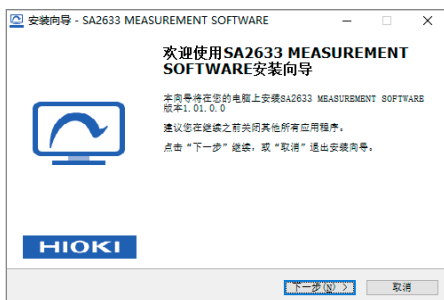 安装向导 - SA2633 MEASUREMENT SOFTWARE
欢迎使用SA2633 MEASUREMENT
SOFTWARE安装向导
本向导将在您的电脑上安装SA2633 MEASUREMENT SOFTWARE
版本1.01.0.0
建议您在继续之前关闭其他所有应用程序。
点击“下一步”继续，或“取消”退出安装向导。
HIOKI
下一步(N) >
取消